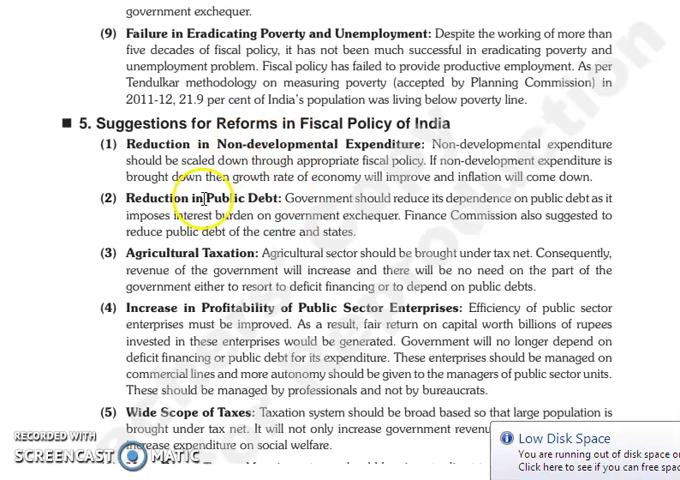 government exchequer.
(9) Failure in Eradicating Poverty and Unemployment: Despite the working of more than
five decades of fiscal policy, it has not been much successful in eradicating poverty and
unemployment problem. Fiscal policy has failed to provide productive employment. As per
Tendulkar methodology on measuring poverty (accepted by Planning Commission) in
2011-12, 21.9 per cent of India's population was living below poverty line.
■ 5. Suggestions for Reforms in Fiscal Policy of India
(1) Reduction in Non-developmental Expenditure: Non-developmental expenditure
should be scaled down through appropriate fiscal policy. If non-development expenditure is
brought down then growth rate of economy will improve and inflation will come down.
(2) Reduction in Public Debt: Government should reduce its dependence on public debt as it
imposes interest burden on government exchequer. Finance Commission also suggested to
reduce public debt of the centre and states.
(3) Agricultural Taxation: Agricultural sector should be brought under tax net. Consequently,
revenue of the government will increase and there will be no need on the part of the
government either to resort to deficit financing or to depend on public debts.
(4) Increase in Profitability of Public Sector Enterprises: Efficiency of public sector
enterprises must be improved. As a result, fair return on capital worth billions of rupees
invested in these enterprises would be generated. Government will no longer depend on
deficit financing or public debt for its expenditure. These enterprises should be managed on
commercial lines and more autonomy should be given to the managers of public sector units.
These should be managed by professionals and not by bureaucrats.
(5) Wide Scope of Taxes: Taxation system should be broad based so that large population is
brought under tax net. It will not only increase government revenu
increase expenditure on social welfare.
RECORDED WITH
SCREENCAST MATIC
Low Disk Space
You are running out of disk space or
Click here to see if you can free spac